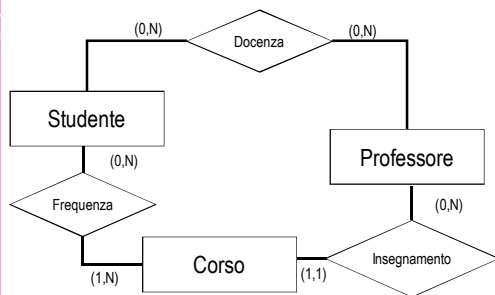 (0,N)
Docenza
(0,N)
Studente
(0,N)
Professore
(0,N)
Frequenza
(1,N)
Corso
(1,1)
Insegnamento